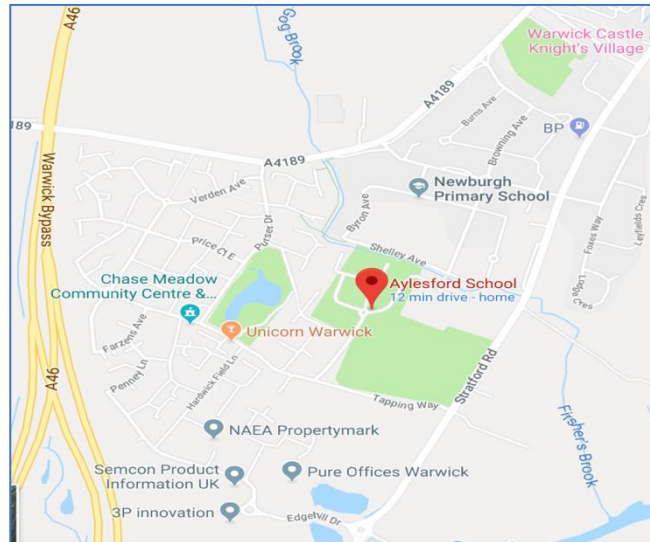 A46
Gog Brook
Warwick Castle /
Knight's Village
A4189
Burns Ave
Browning Ave
BP
189
A4189
Warwick Bypass
Verden Ave
Purser Dr
Byron Ave
Newburgh
Primary School
Foxes Way
Leyfields Cres
Price Ct E
Shelley Ave
Lodge
Cres
Chase Meadow
Community Centre &...
Aylesford School
12 min drive - home
Farzens Ave
Unicorn Warwick
Stratford Rd
A46
Penney Ln
Hardwick Field Ln
Tapping Way
Fisher's Brook
NAEA Propertymark
Semcon Product
Information UK
Pure Offices Warwick
3P innovation
Edgehill Dr